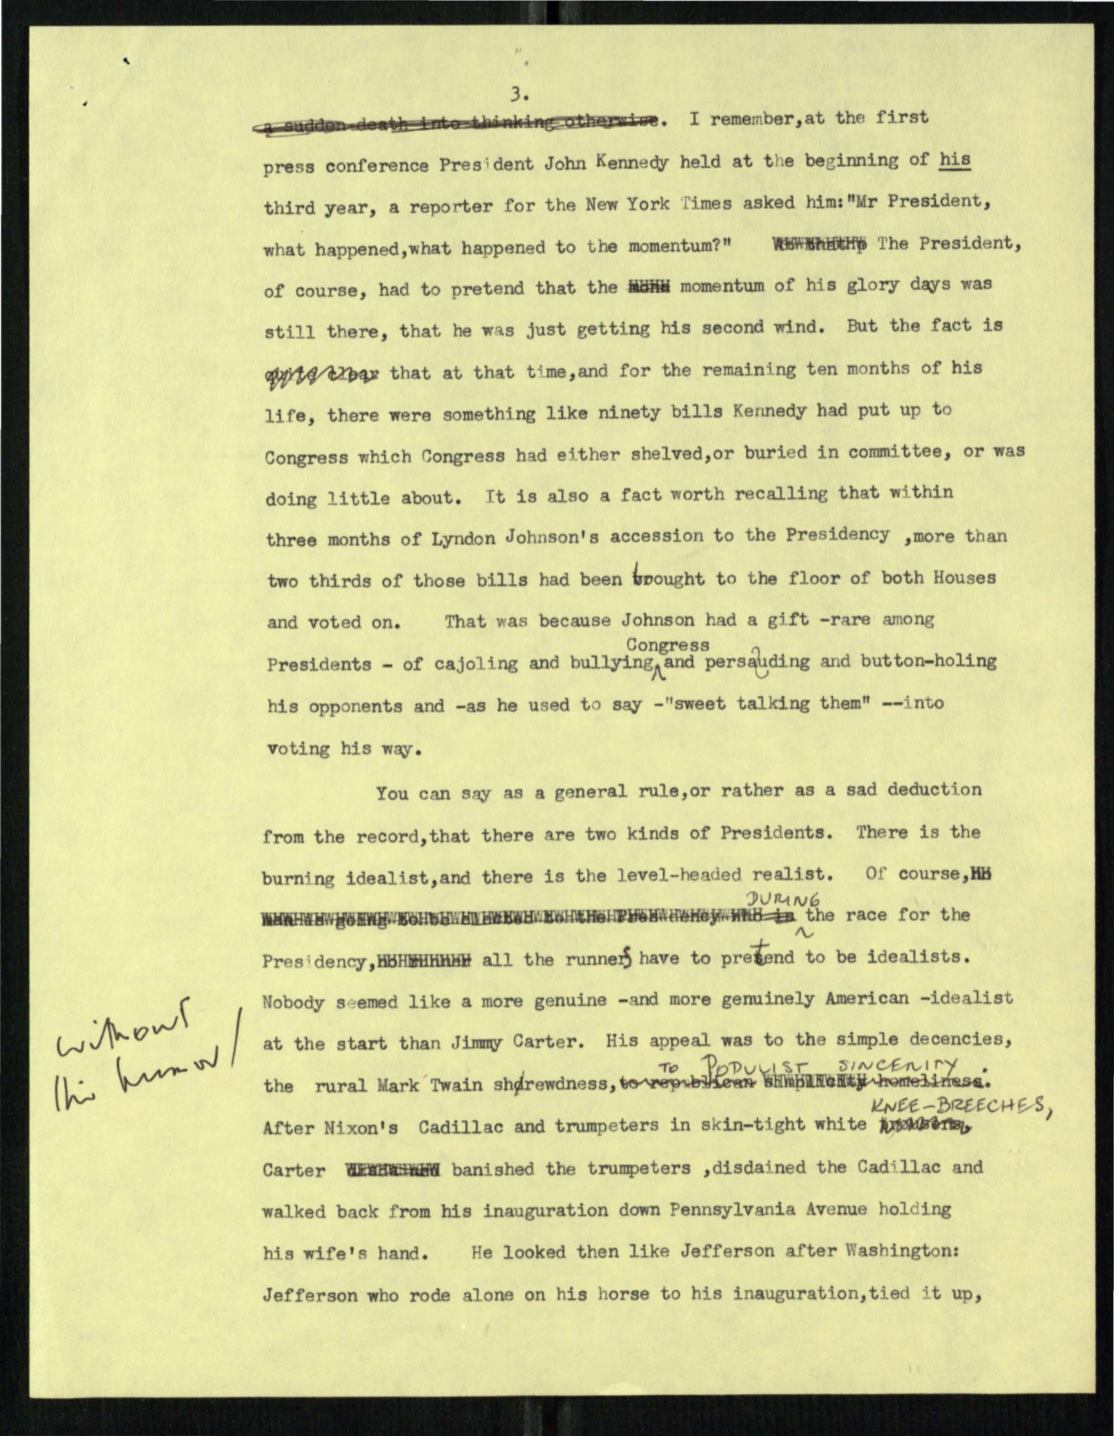 3.
a sudden death into thinking otherwise. I remember,at the first
press conference President John Kennedy held at the beginning of his
third year, a reporter for the New York Times asked him:"Mr President,
what happened,what happened to the momentum?" The President,
of course, had to pretend that the momentum of his glory days was
still there, that he was just getting his second wind. But the fact is
quite clear that at that time,and for the remaining ten months of his
life, there were something like ninety bills Kennedy had put up to
Congress which Congress had either shelved,or buried in committee, or was
doing little about. It is also a fact worth recalling that within
three months of Lyndon Johnson's accession to the Presidency ,more than
two thirds of those bills had been brought to the floor of both Houses
and voted on. That was because Johnson had a gift -rare among
Congress
Presidents - of cajoling and bullying and persauding and button-holing
his opponents and -as he used to say -"sweet talking them" --into
voting his way.
You can say as a general rule,or rather as a sad deduction
from the record,that there are two kinds of Presidents. There is the
burning idealist,and there is the level-headed realist. Of course,
DURING
the race for the
Presidency, all the runners have to pretend to be idealists.
Nobody seemed like a more genuine -and more genuinely American -idealist
at the start than Jimmy Carter. His appeal was to the simple decencies,
without
his humor /
TO POPULIST SINCERITY.
the rural Mark Twain shrewdness, to republican simplicity homeliness.
KNEE-BREECHES,
After Nixon's Cadillac and trumpeters in skin-tight white trousers,
Carter banished the trumpeters ,disdained the Cadillac and
walked back from his inauguration down Pennsylvania Avenue holding
his wife's hand. He looked then like Jefferson after Washington:
Jefferson who rode alone on his horse to his inauguration,tied it up,